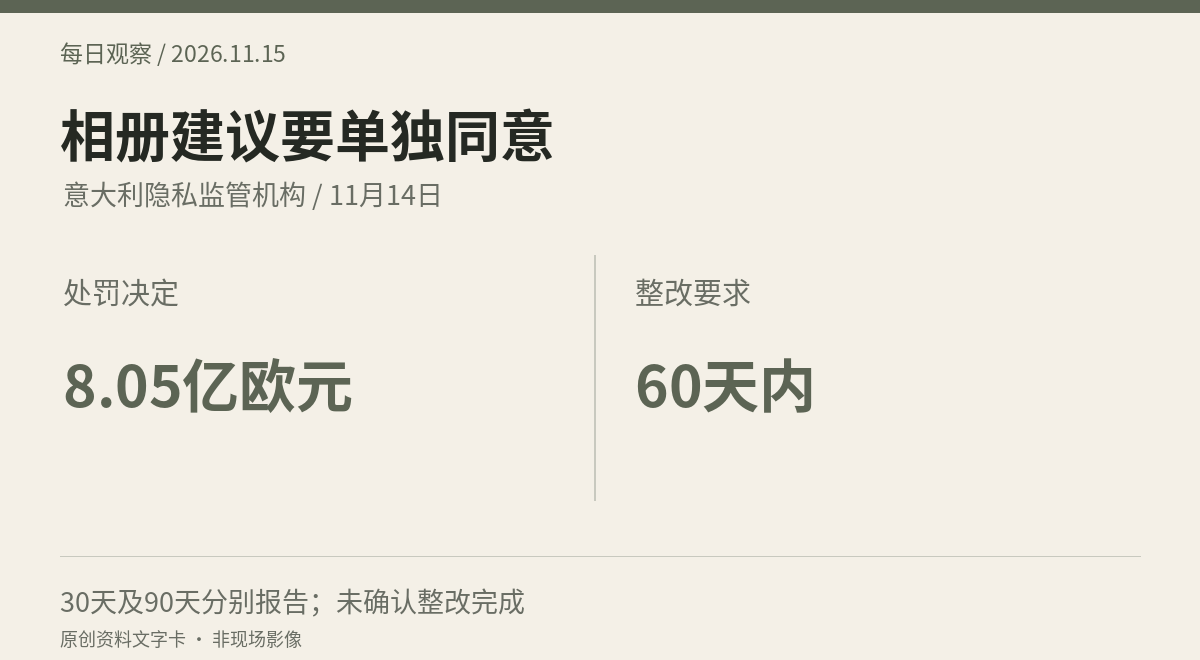 每日观察 / 2026.11.15
相册建议要单独同意
意大利隐私监管机构 / 11月14日
处罚决定
8.05亿欧元
整改要求
60天内
30天及90天分别报告；未确认整改完成
原创资料文字卡 · 非现场影像